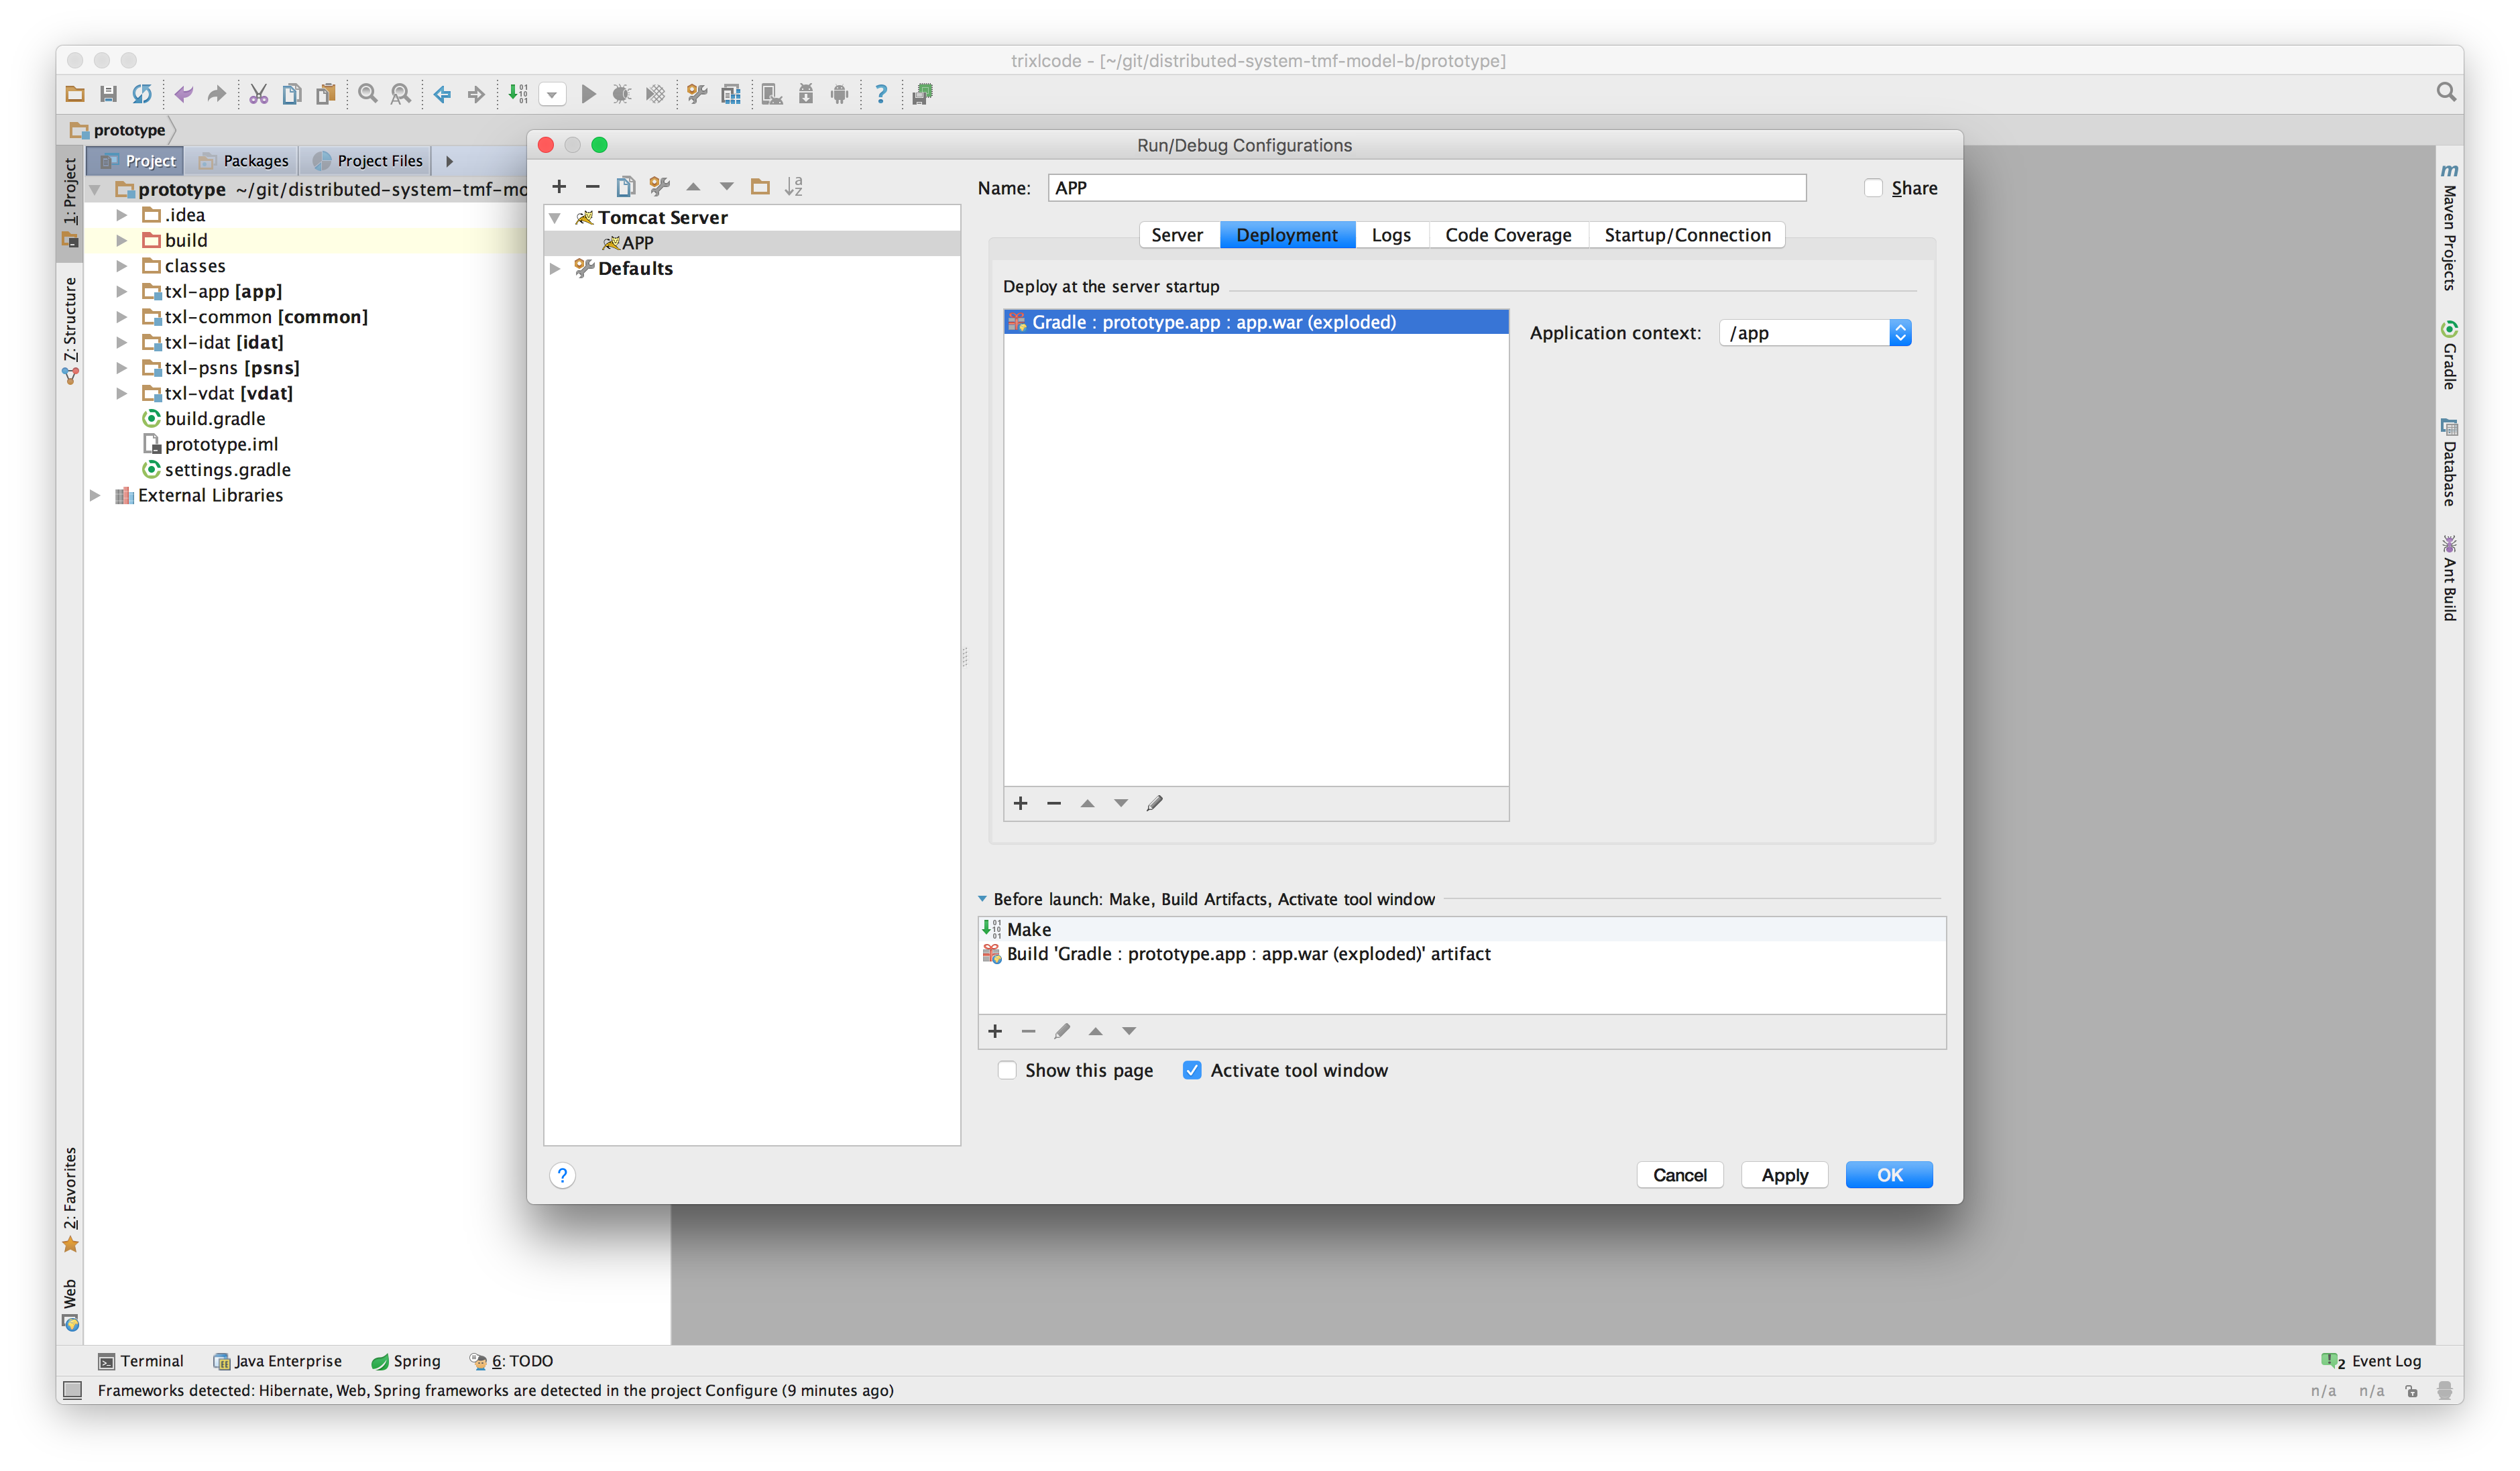 trixlcode - [~/git/distributed-system-tmf-model-b/prototype]
prototype
Project Packages Project Files
prototype ~/git/distributed-system-tmf-mo
.idea
build
classes
txl-app [app]
txl-common [common]
txl-idat [idat]
txl-psns [psns]
txl-vdat [vdat]
build.gradle
prototype.iml
settings.gradle
External Libraries
1: Project
7: Structure
2: Favorites
Web
Run/Debug Configurations
Tomcat Server
APP
Defaults
Name: APP
Share
Server Deployment Logs Code Coverage Startup/Connection
Deploy at the server startup
Gradle : prototype.app : app.war (exploded)
Application context: /app
Before launch: Make, Build Artifacts, Activate tool window
Make
Build 'Gradle : prototype.app : app.war (exploded)' artifact
Show this page Activate tool window
? Cancel Apply OK
m Maven Projects
Gradle
Database
Ant Build
Terminal Java Enterprise Spring 6: TODO
2 Event Log
Frameworks detected: Hibernate, Web, Spring frameworks are detected in the project Configure (9 minutes ago)
n/a n/a